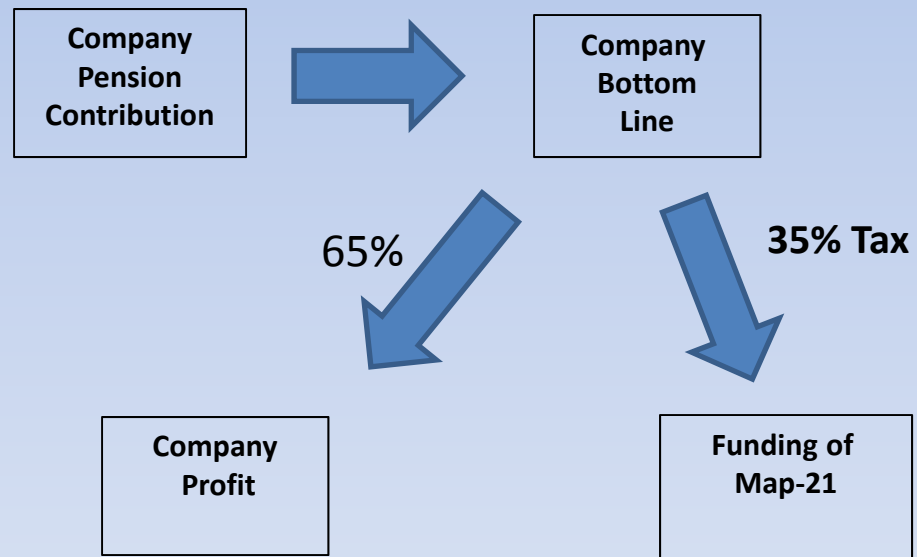 Company
Pension
Contribution
Company
Bottom
Line
65%
35% Tax
Company
Profit
Funding of
Map-21